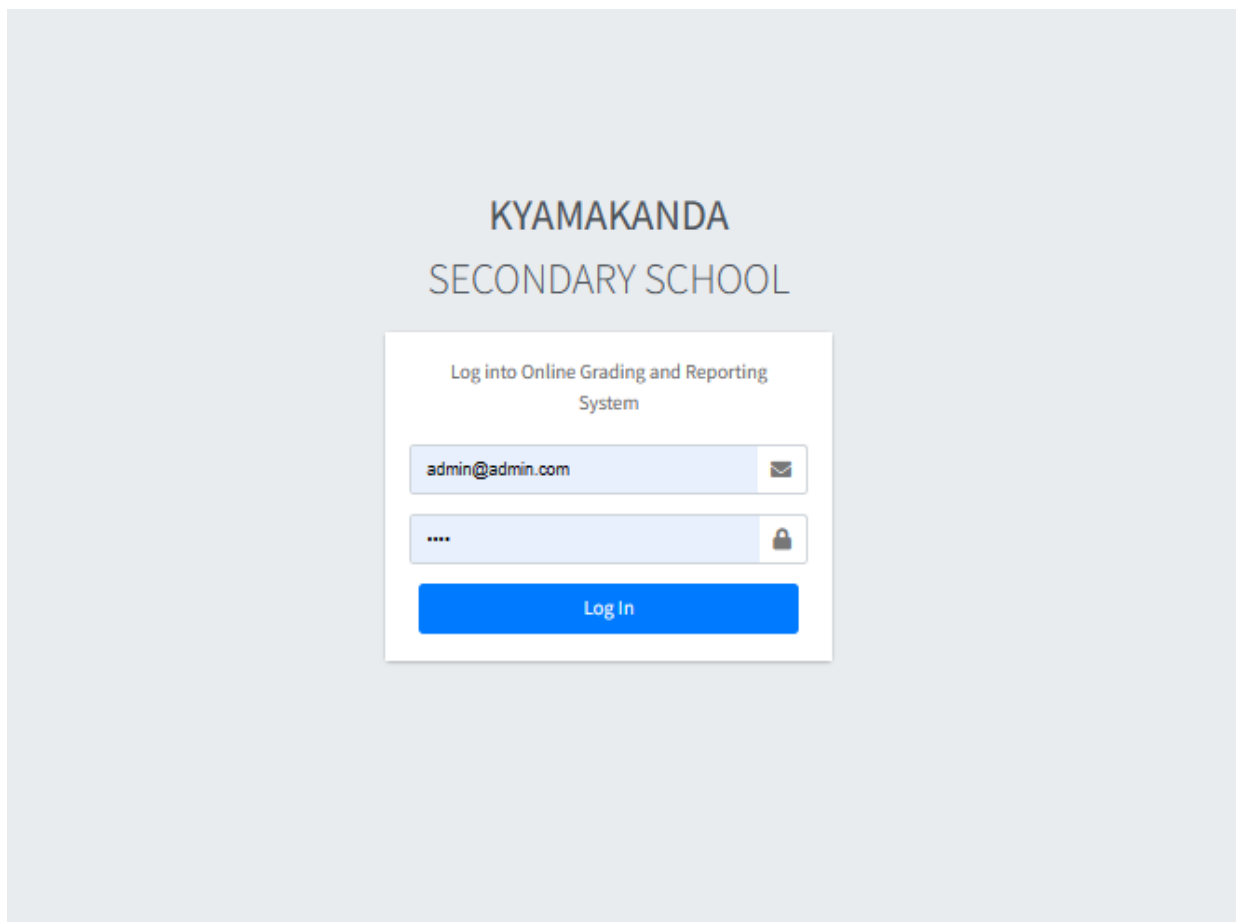 KYAMAKANDA
SECONDARY SCHOOL
Log into Online Grading and Reporting
System
admin@admin.com
••••
Log In